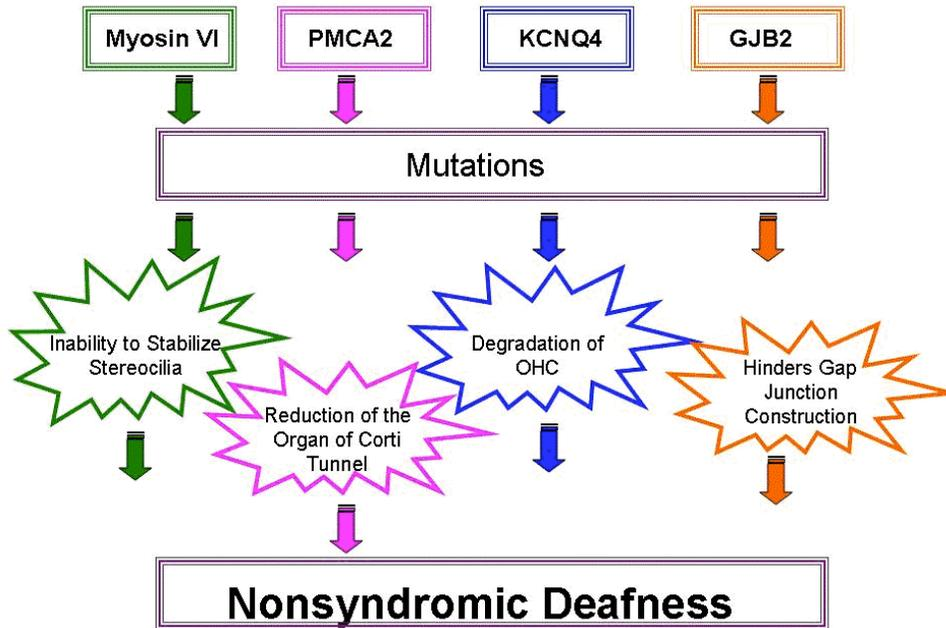 Myosin VI
PMCA2
KCNQ4
GJB2
Mutations
Inability to Stabilize
Stereocilia
Reduction of the
Organ of Corti
Tunnel
Degradation of
OHC
Hinders Gap
Junction
Construction
Nonsyndromic Deafness